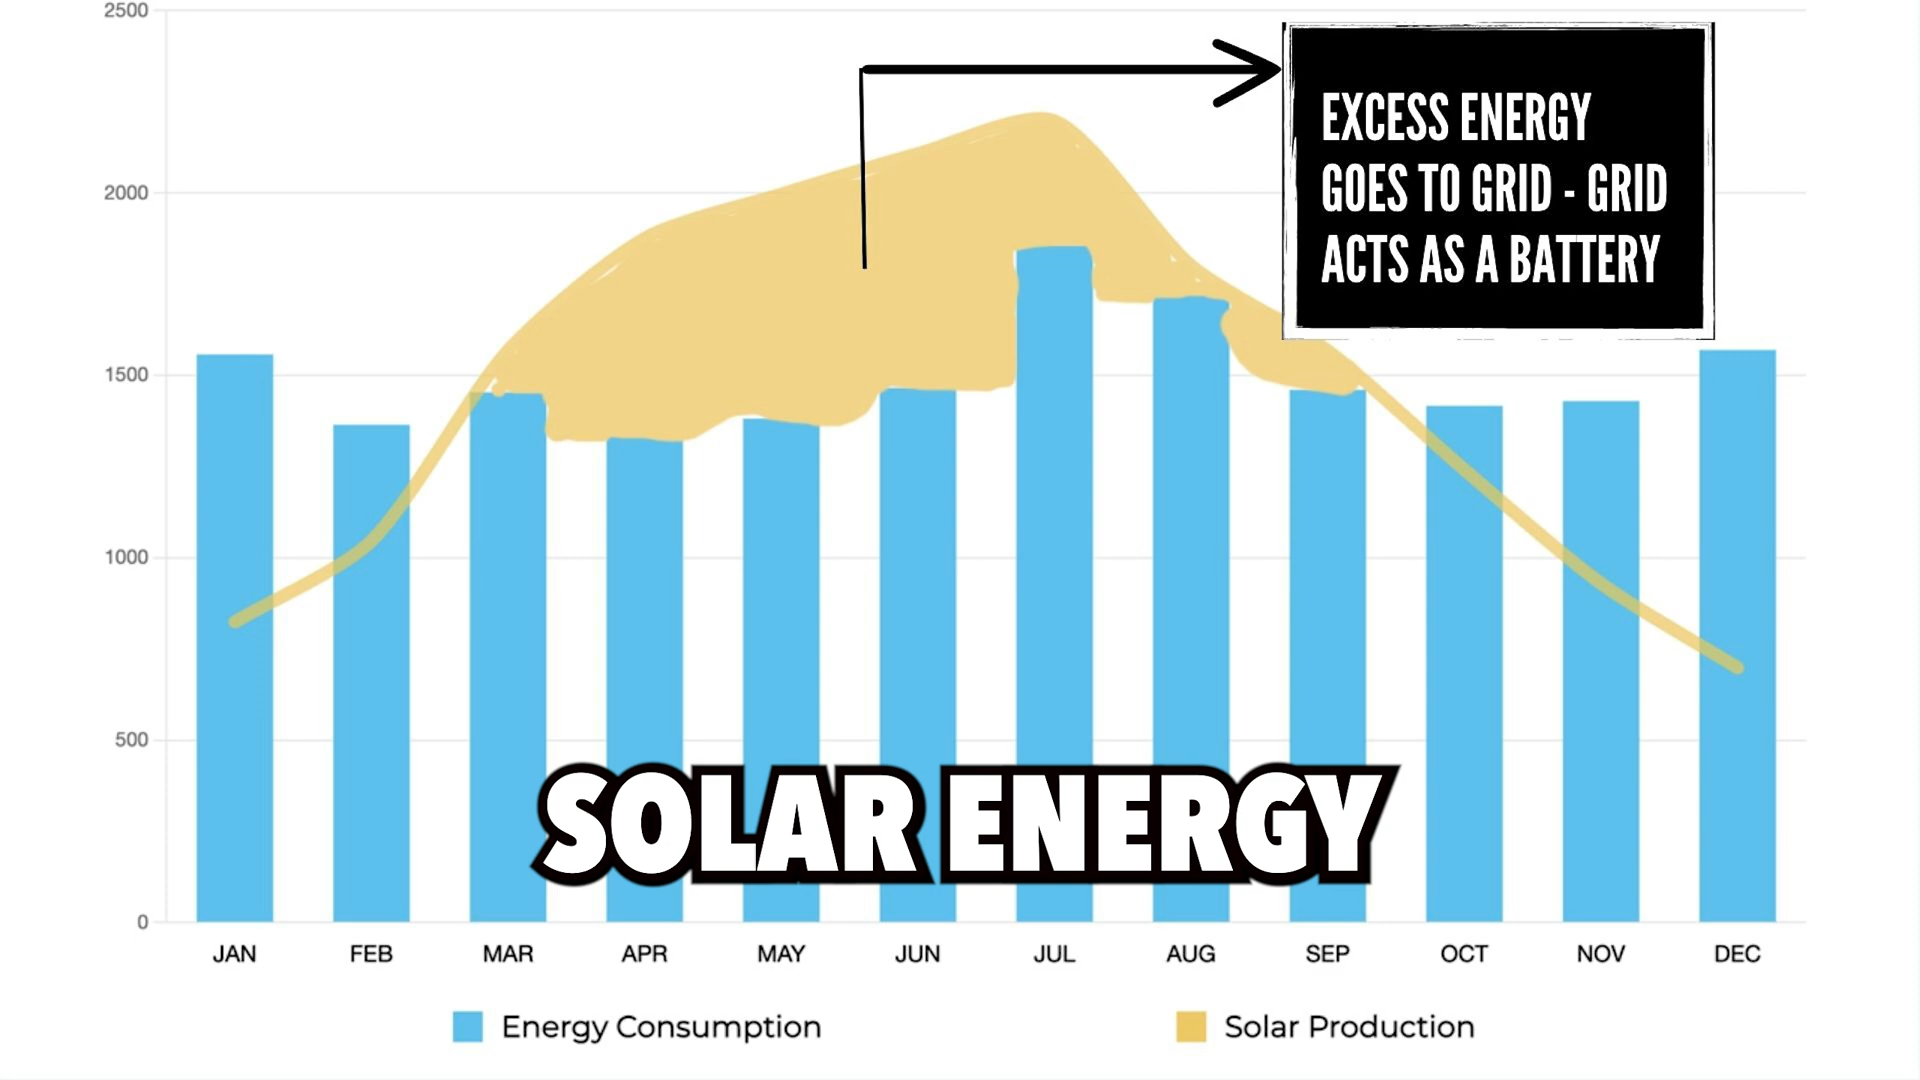 2500
EXCESS ENERGY
GOES TO GRID - GRID
ACTS AS A BATTERY
2000
1500
1000
500
SOLAR ENERGY
0
JAN FEB MAR APR MAY JUN JUL AUG SEP OCT NOV DEC
Energy Consumption Solar Production